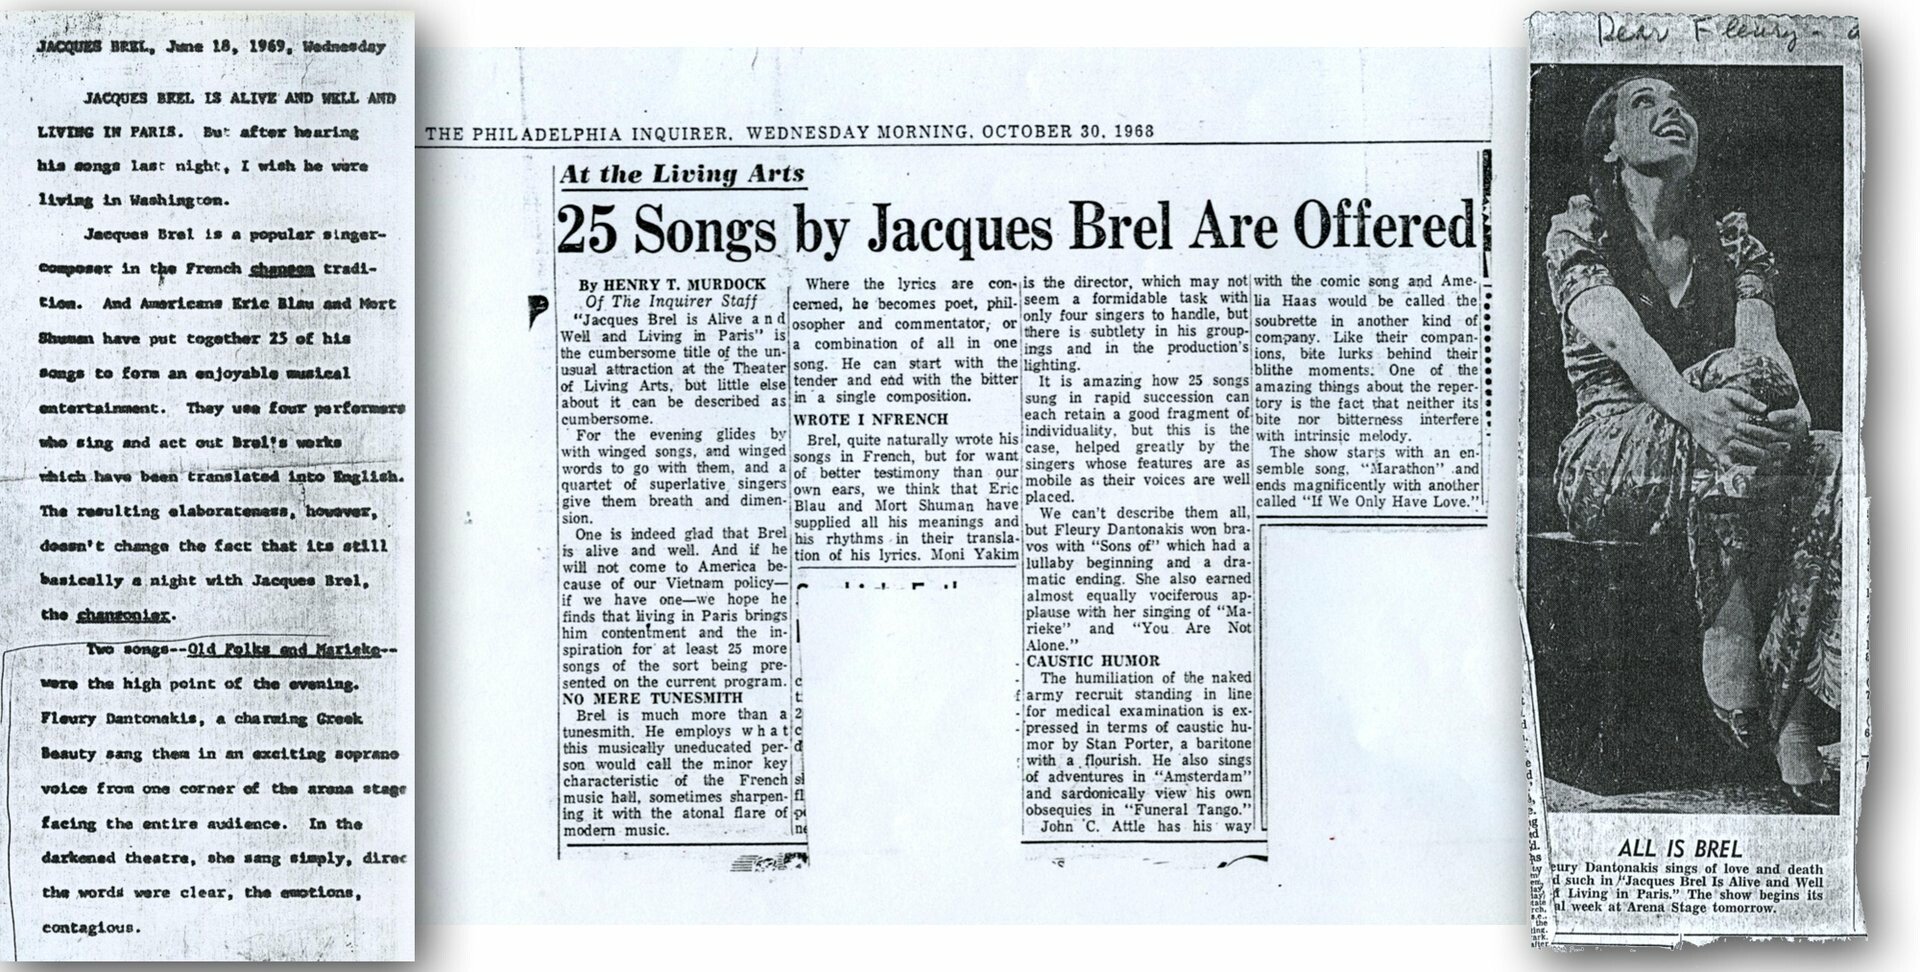 JACQUES BREL, June 18, 1969, Wednesday
JACQUES BREL IS ALIVE AND WELL AND
LIVING IN PARIS. But after hearing
his songs last night, I wish he were
living in Washington.
Jacques Brel is a popular singer-
composer in the French chanson tradi-
tion. And Americans Eric Blau and Mort
Shuman have put together 25 of his
songs to form an enjoyable musical
entertainment. They use four performers
who sing and act out Brel's works
which have been translated into English.
The resulting elaborateness, however,
doesn't change the fact that its still
basically a night with Jacques Brel,
the chansonier.
Two songs--Old Folks and Marieke--
were the high point of the evening.
Fleury Dantonakis, a charming Greek
Beauty sang them in an exciting soprano
voice from one corner of the arena stage
facing the entire audience. In the
darkened theatre, she sang simply, direc
the words were clear, the emotions,
contagious.
THE PHILADELPHIA INQUIRER, WEDNESDAY MORNING, OCTOBER 30, 1968
At the Living Arts
25 Songs by Jacques Brel Are Offered
By HENRY T. MURDOCK
Of The Inquirer Staff
"Jacques Brel is Alive and
Well and Living in Paris" is
the cumbersome title of the un-
usual attraction at the Theater
of Living Arts, but little else
about it can be described as
cumbersome.
For the evening glides by
with winged songs, and winged
words to go with them, and a
quartet of superlative singers
give them breath and dimen-
sion.
One is indeed glad that Brel
is alive and well. And if he
will not come to America be-
cause of our Vietnam policy—
if we have one—we hope he
finds that living in Paris brings
him contentment and the in-
spiration for at least 25 more
songs of the sort being pre-
sented on the current program.
NO MERE TUNESMITH
Brel is much more than a
tunesmith. He employs what
this musically uneducated per-
son would call the minor key
characteristic of the French
music hall, sometimes sharpen-
ing it with the atonal flare of
modern music.
Where the lyrics are con-
cerned, he becomes poet, phil-
osopher and commentator, or
a combination of all in one
song. He can start with the
tender and end with the bitter
in a single composition.
WROTE I NFRENCH
Brel, quite naturally wrote his
songs in French, but for want
of better testimony than our
own ears, we think that Eric
Blau and Mort Shuman have
supplied all his meanings and
his rhythms in their transla-
tion of his lyrics. Moni Yakim
is the director, which may not
seem a formidable task with
only four singers to handle, but
there is subtlety in his group-
ings and in the production's
lighting.
It is amazing how 25 songs
sung in rapid succession can
each retain a good fragment of
individuality, but this is the
case, helped greatly by the
singers whose features are as
mobile as their voices are well
placed.
We can't describe them all,
but Fleury Dantonakis won bra-
vos with "Sons of" which had a
lullaby beginning and a dra-
matic ending. She also earned
almost equally vociferous ap-
plause with her singing of "Ma-
rieke" and "You Are Not
Alone."
CAUSTIC HUMOR
The humiliation of the naked
army recruit standing in line
for medical examination is ex-
pressed in terms of caustic hu-
mor by Stan Porter, a baritone
with a flourish. He also sings
of adventures in "Amsterdam"
and sardonically view his own
obsequies in "Funeral Tango."
John C. Attle has his way
with the comic song and Ame-
lia Haas would be called the
soubrette in another kind of
company. Like their compan-
ions, bite lurks behind their
blithe moments. One of the
amazing things about the reper-
tory is the fact that neither its
bite nor bitterness interfere
with intrinsic melody.
The show starts with an en-
semble song, "Marathon" and
ends magnificently with another
called "If We Only Have Love."
Dear Fleury - a
ALL IS BREL
eury Dantonakis sings of love and death
d such in "Jacques Brel Is Alive and Well
Living in Paris." The show begins its
al week at Arena Stage tomorrow.